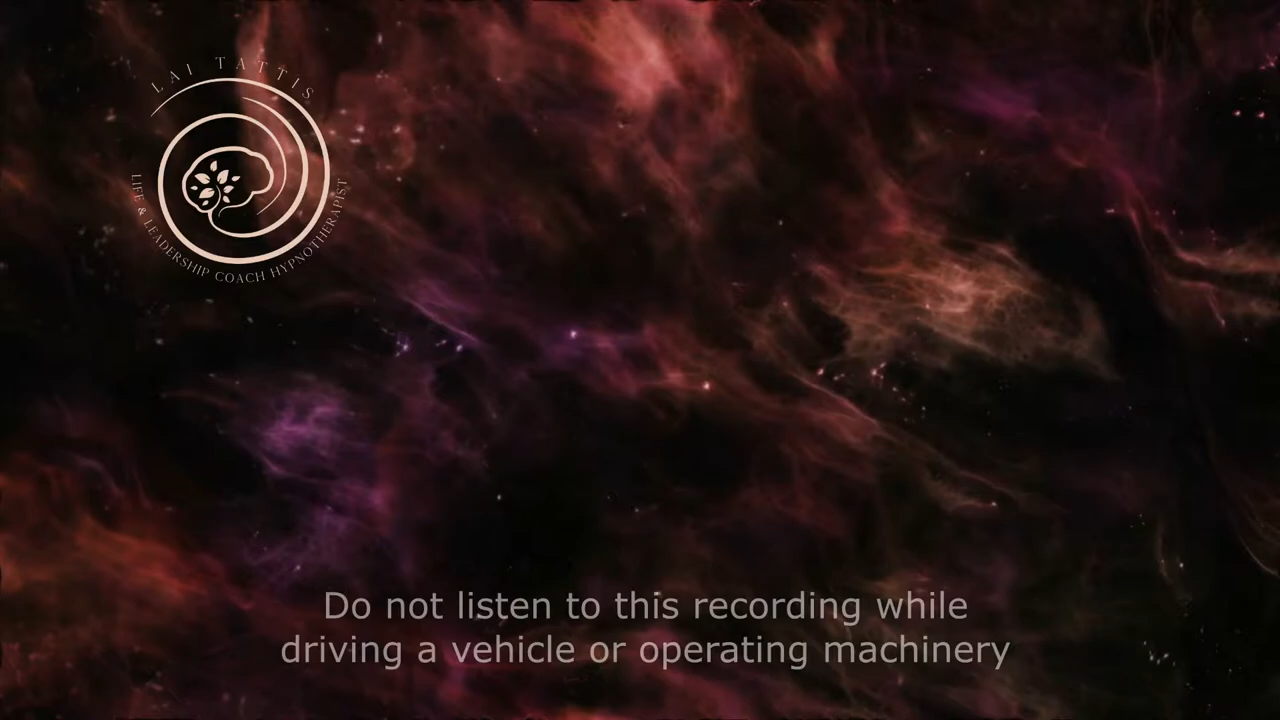 LAI TATTIS
LIFE & LEADERSHIP COACH HYPNOTHERAPIST
Do not listen to this recording while
driving a vehicle or operating machinery